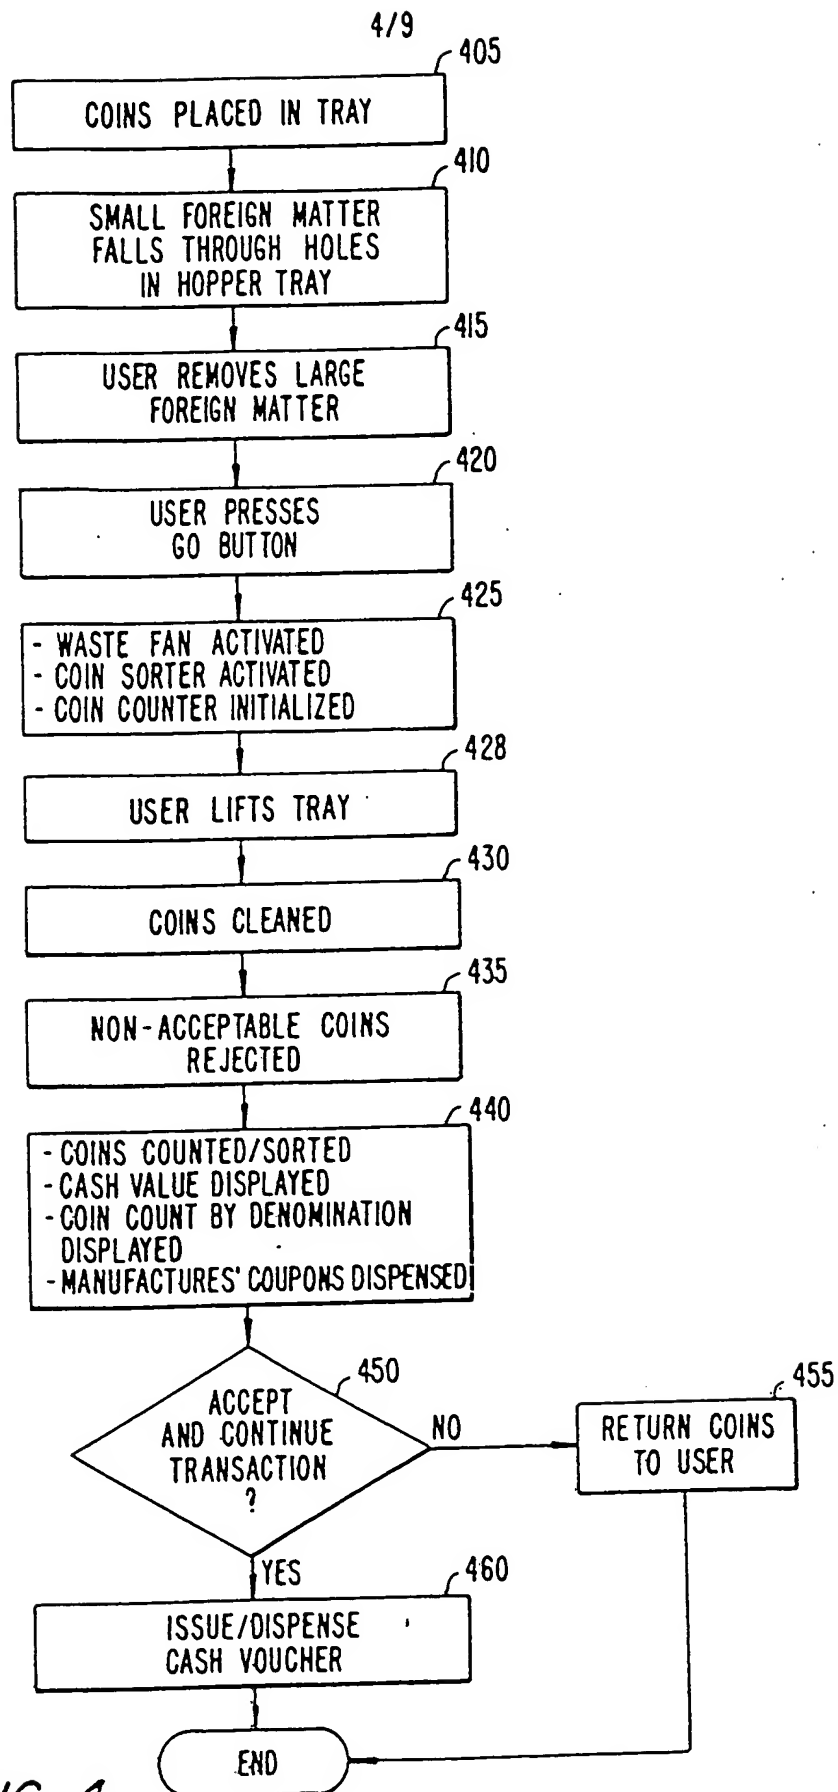 4/9
405
COINS PLACED IN TRAY
410
SMALL FOREIGN MATTER
FALLS THROUGH HOLES
IN HOPPER TRAY
415
USER REMOVES LARGE
FOREIGN MATTER
420
USER PRESSES
GO BUTTON
425
- WASTE FAN ACTIVATED
- COIN SORTER ACTIVATED
- COIN COUNTER INITIALIZED
428
USER LIFTS TRAY
430
COINS CLEANED
435
NON-ACCEPTABLE COINS
REJECTED
440
- COINS COUNTED/SORTED
- CASH VALUE DISPLAYED
- COIN COUNT BY DENOMINATION
DISPLAYED
- MANUFACTURES' COUPONS DISPENSED
450
ACCEPT
AND CONTINUE
TRANSACTION
?
NO
455
RETURN COINS
TO USER
YES
460
ISSUE/DISPENSE
CASH VOUCHER
END